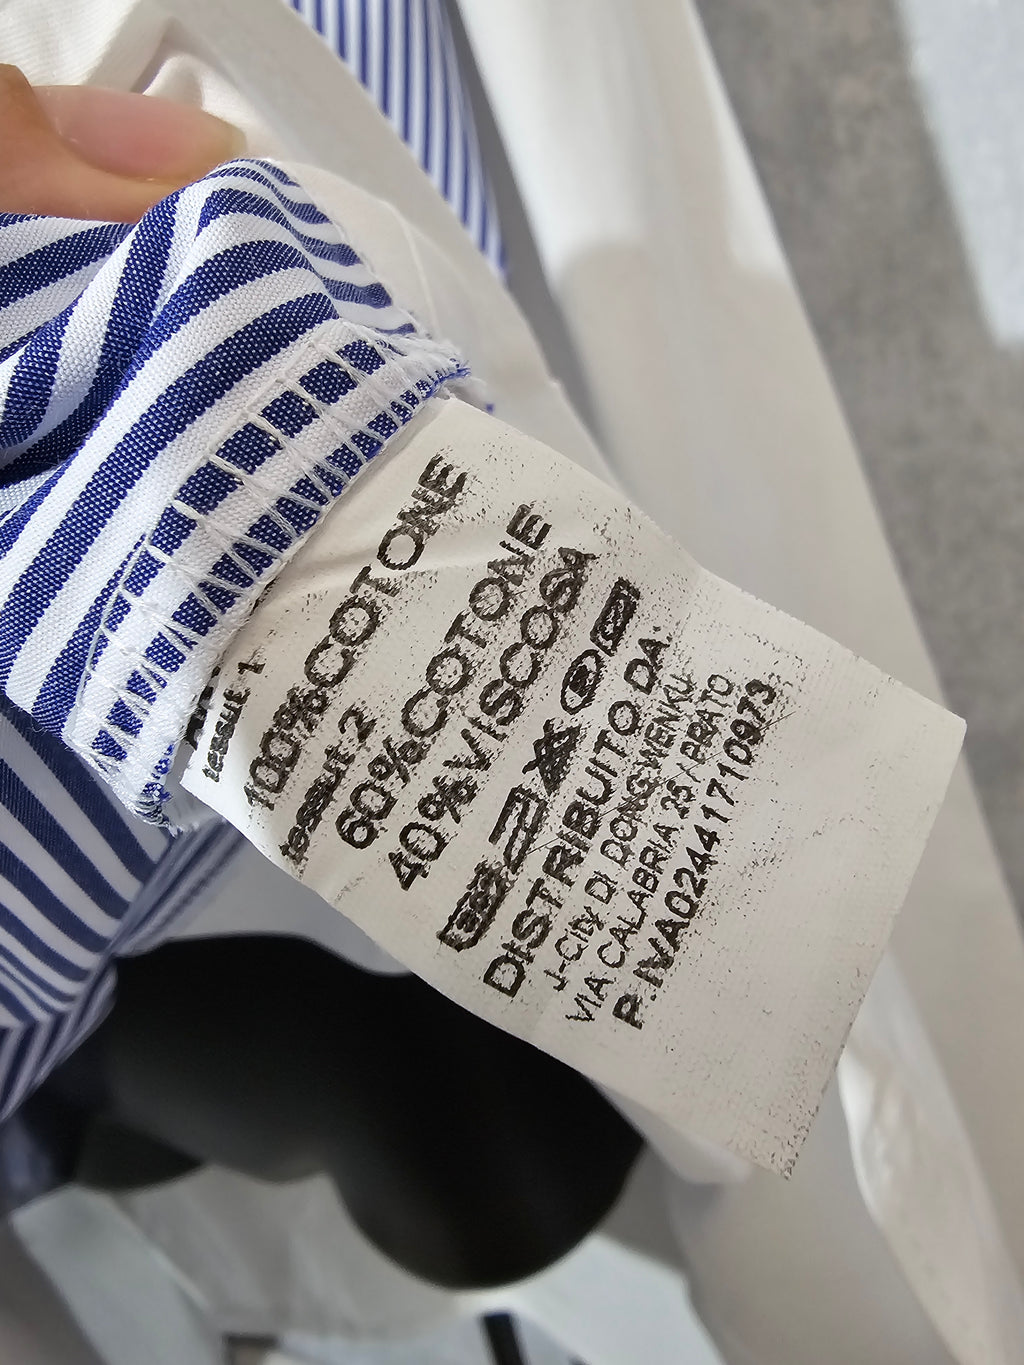 tessut 1
100%COTONE
tessut 2
60%COTONE
40%VISCOSA
DISTRIBUITO DA:
J-City DI DONG WENKU
VIA CALABRIA 25 / PRATO
P.IVA02441710973